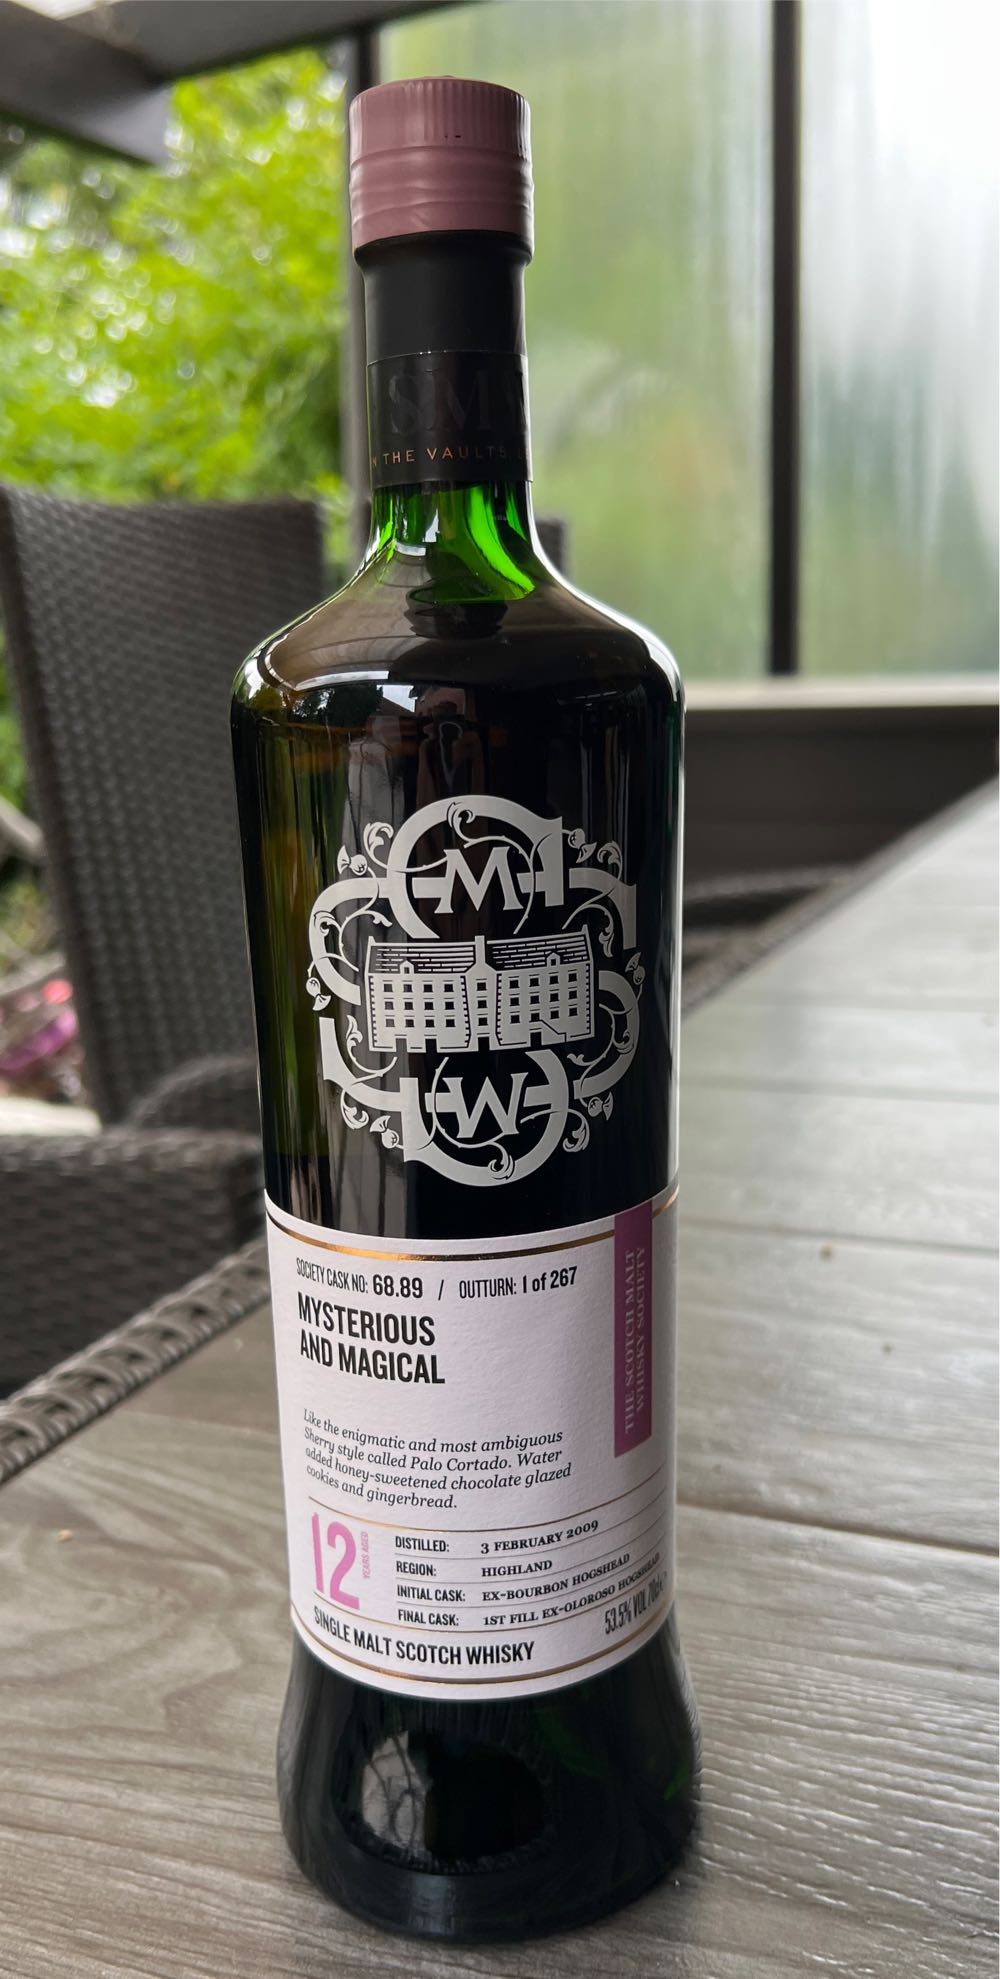 SMW
N THE VAULTS, L
M
W
SOCIETY CASK NO: 68.89 / OUTTURN: 1 of 267
MYSTERIOUS
AND MAGICAL
Like the enigmatic and most ambiguous
Sherry style called Palo Cortado. Water
added honey-sweetened chocolate glazed
cookies and gingerbread.
THE SCOTCH MALT
WHISKY SOCIETY
12
YEARS AGED
DISTILLED: 3 FEBRUARY 2009
REGION: HIGHLAND
INITIAL CASK: EX-BOURBON HOGSHEAD
FINAL CASK: 1ST FILL EX-OLOROSO HOGSHEAD
SINGLE MALT SCOTCH WHISKY
53.5% VOL 70cl